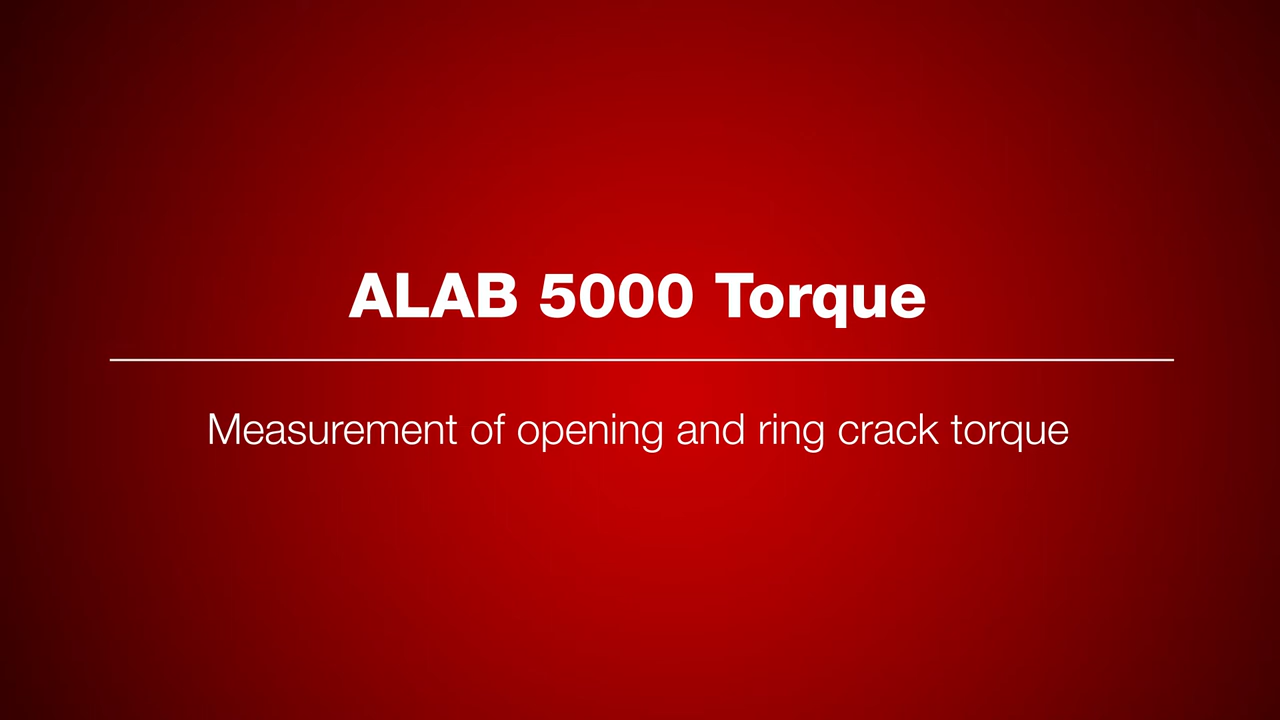 ALAB 5000 Torque
Measurement of opening and ring crack torque